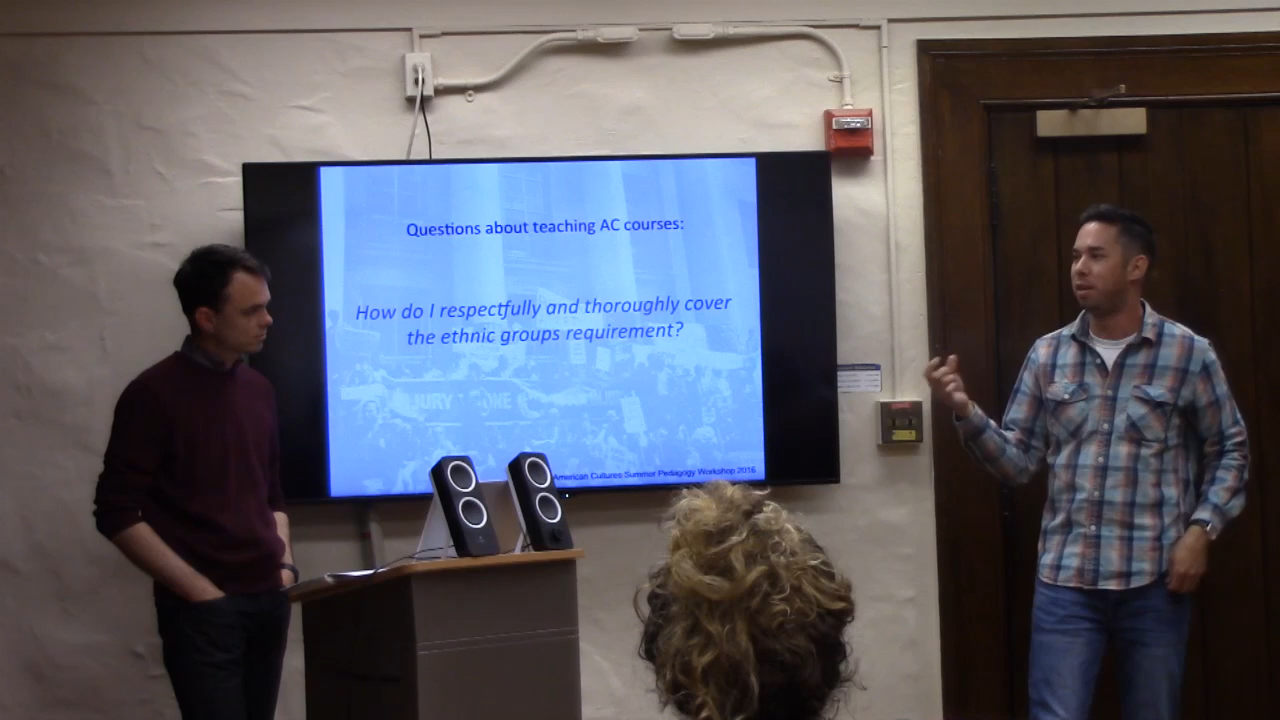 Questions about teaching AC courses:
How do I respectfully and thoroughly cover
the ethnic groups requirement?
American Cultures Summer Pedagogy Workshop 2016